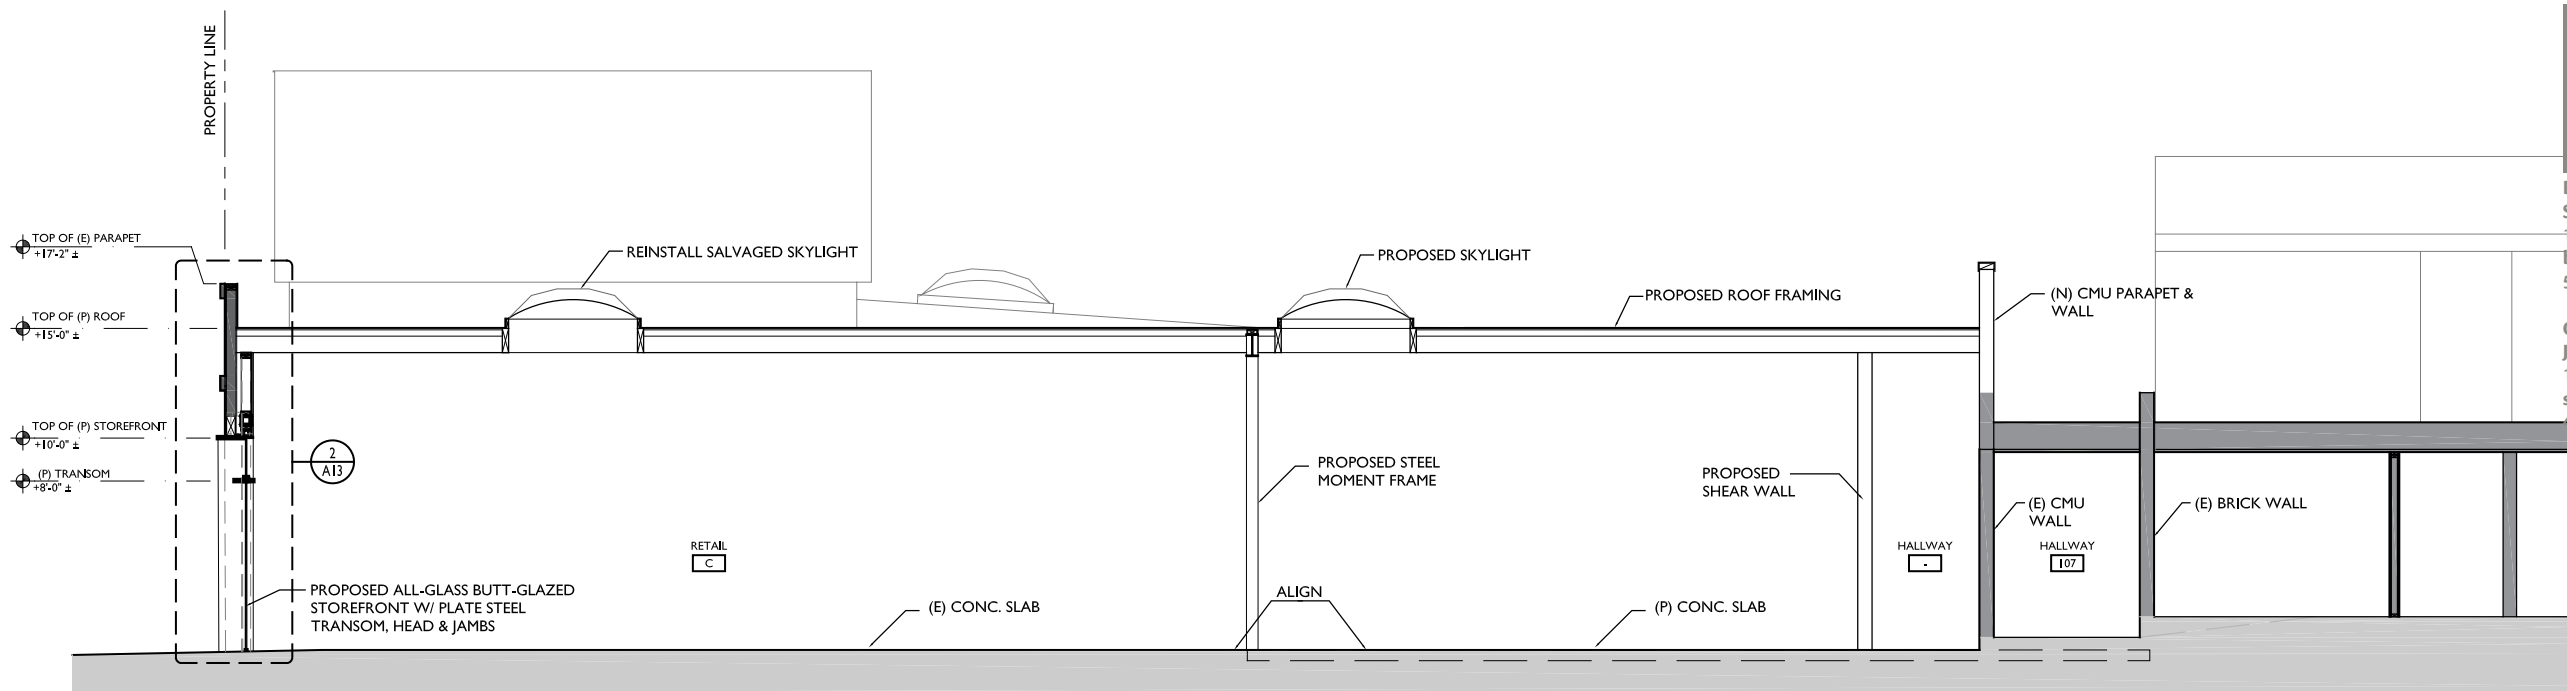 PROPERTY LINE
TOP OF (E) PARAPET
+17'-2" ±
TOP OF (P) ROOF
+15'-0" ±
TOP OF (P) STOREFRONT
+10'-0" ±
(P) TRANSOM
+8'-0" ±
REINSTALL SALVAGED SKYLIGHT
PROPOSED SKYLIGHT
PROPOSED ROOF FRAMING
(N) CMU PARAPET &
WALL
2
A13
PROPOSED STEEL
MOMENT FRAME
PROPOSED
SHEAR WALL
(E) CMU
WALL
(E) BRICK WALL
RETAIL
C
HALLWAY
-
HALLWAY
107
PROPOSED ALL-GLASS BUTT-GLAZED
STOREFRONT W/ PLATE STEEL
TRANSOM, HEAD & JAMBS
(E) CONC. SLAB
ALIGN
(P) CONC. SLAB